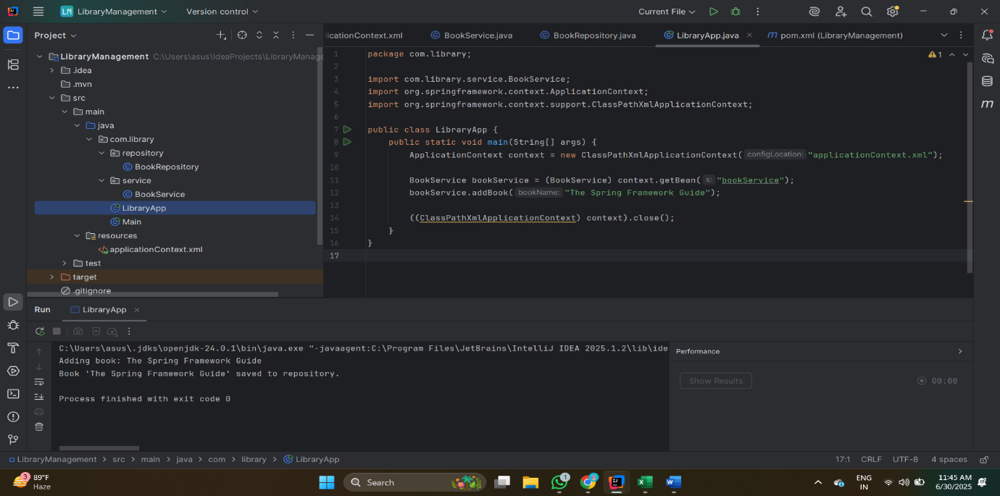 LM LibraryManagement Version control Current File
Project
icationContext.xml BookService.java BookRepository.java LibraryApp.java pom.xml (LibraryManagement)
LibraryManagement C:\Users\asus\IdeaProjects\LibraryManage
.idea
.mvn
src
main
java
com.library
repository
BookRepository
service
BookService
LibraryApp
Main
resources
applicationContext.xml
test
target
.gitignore
1 package com.library;
2
3 import com.library.service.BookService;
4 import org.springframework.context.ApplicationContext;
5 import org.springframework.context.support.ClassPathXmlApplicationContext;
6
7 public class LibraryApp {
8 public static void main(String[] args) {
9 ApplicationContext context = new ClassPathXmlApplicationContext( configLocation: "applicationContext.xml");
10
11 BookService bookService = (BookService) context.getBean( s: "bookService");
12 bookService.addBook( bookName: "The Spring Framework Guide");
13
14 ((ClassPathXmlApplicationContext) context).close();
15 }
16 }
17
1
Run LibraryApp
C:\Users\asus\.jdks\openjdk-24.0.1\bin\java.exe "-javaagent:C:\Program Files\JetBrains\IntelliJ IDEA 2025.1.2\lib\ide
Adding book: The Spring Framework Guide
Book 'The Spring Framework Guide' saved to repository.
Process finished with exit code 0
Performance
Show Results 00:00
LibraryManagement > src > main > java > com > library > LibraryApp 17:1 CRLF UTF-8 4 spaces
3 89°F
Haze
Search
1
2
ENG
IN
11:45 AM
6/30/2025